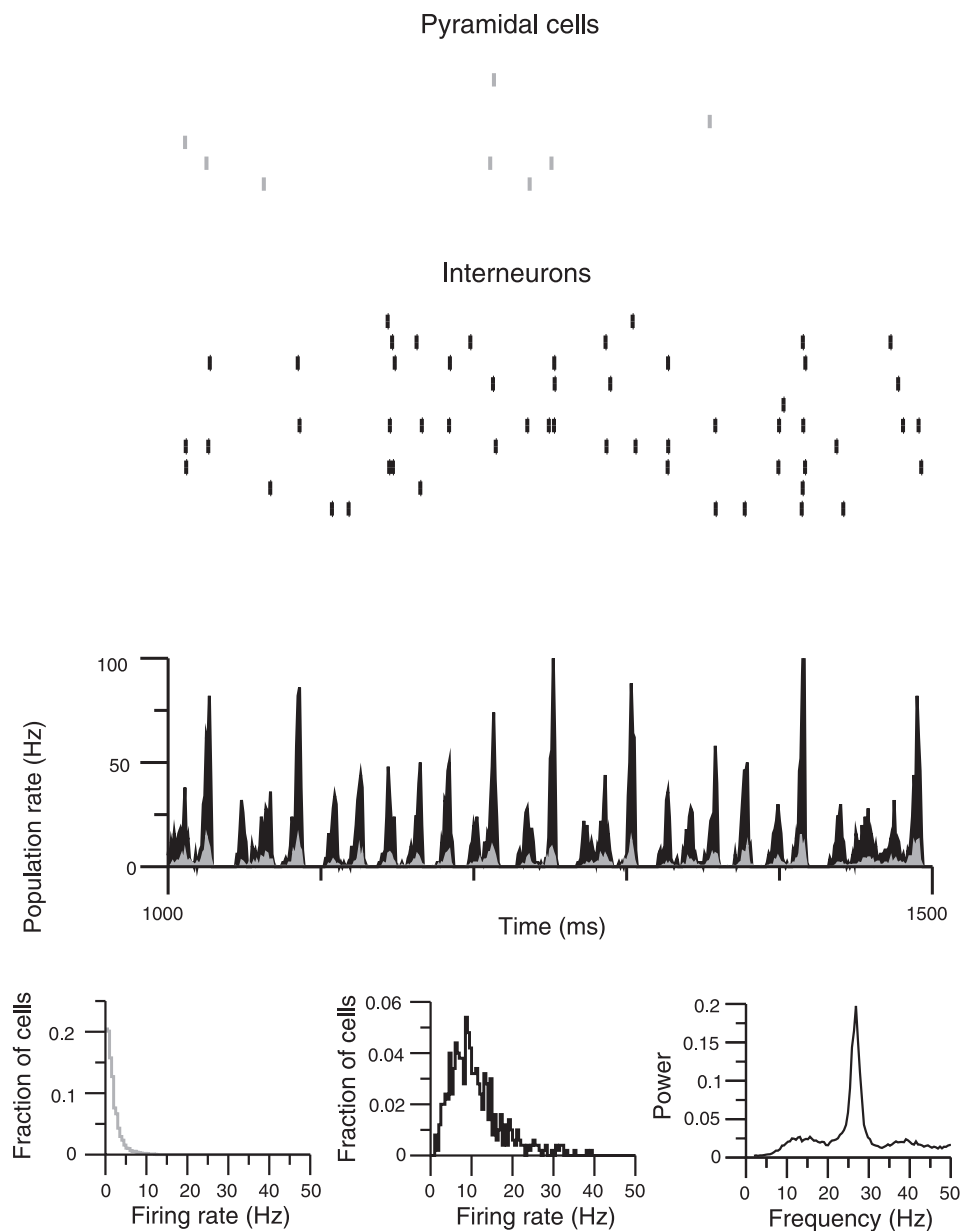 Pyramidal cells
Interneurons
Population rate (Hz)
100
50
0
1000
Time (ms)
1500
Fraction of cells
0.2
0.1
0
0 10 20 30 40 50
Firing rate (Hz)
Fraction of cells
0.06
0.04
0.02
0.00
0 10 20 30 40 50
Firing rate (Hz)
Power
0.2
0.15
0.1
0.05
0
0 10 20 30 40 50
Frequency (Hz)